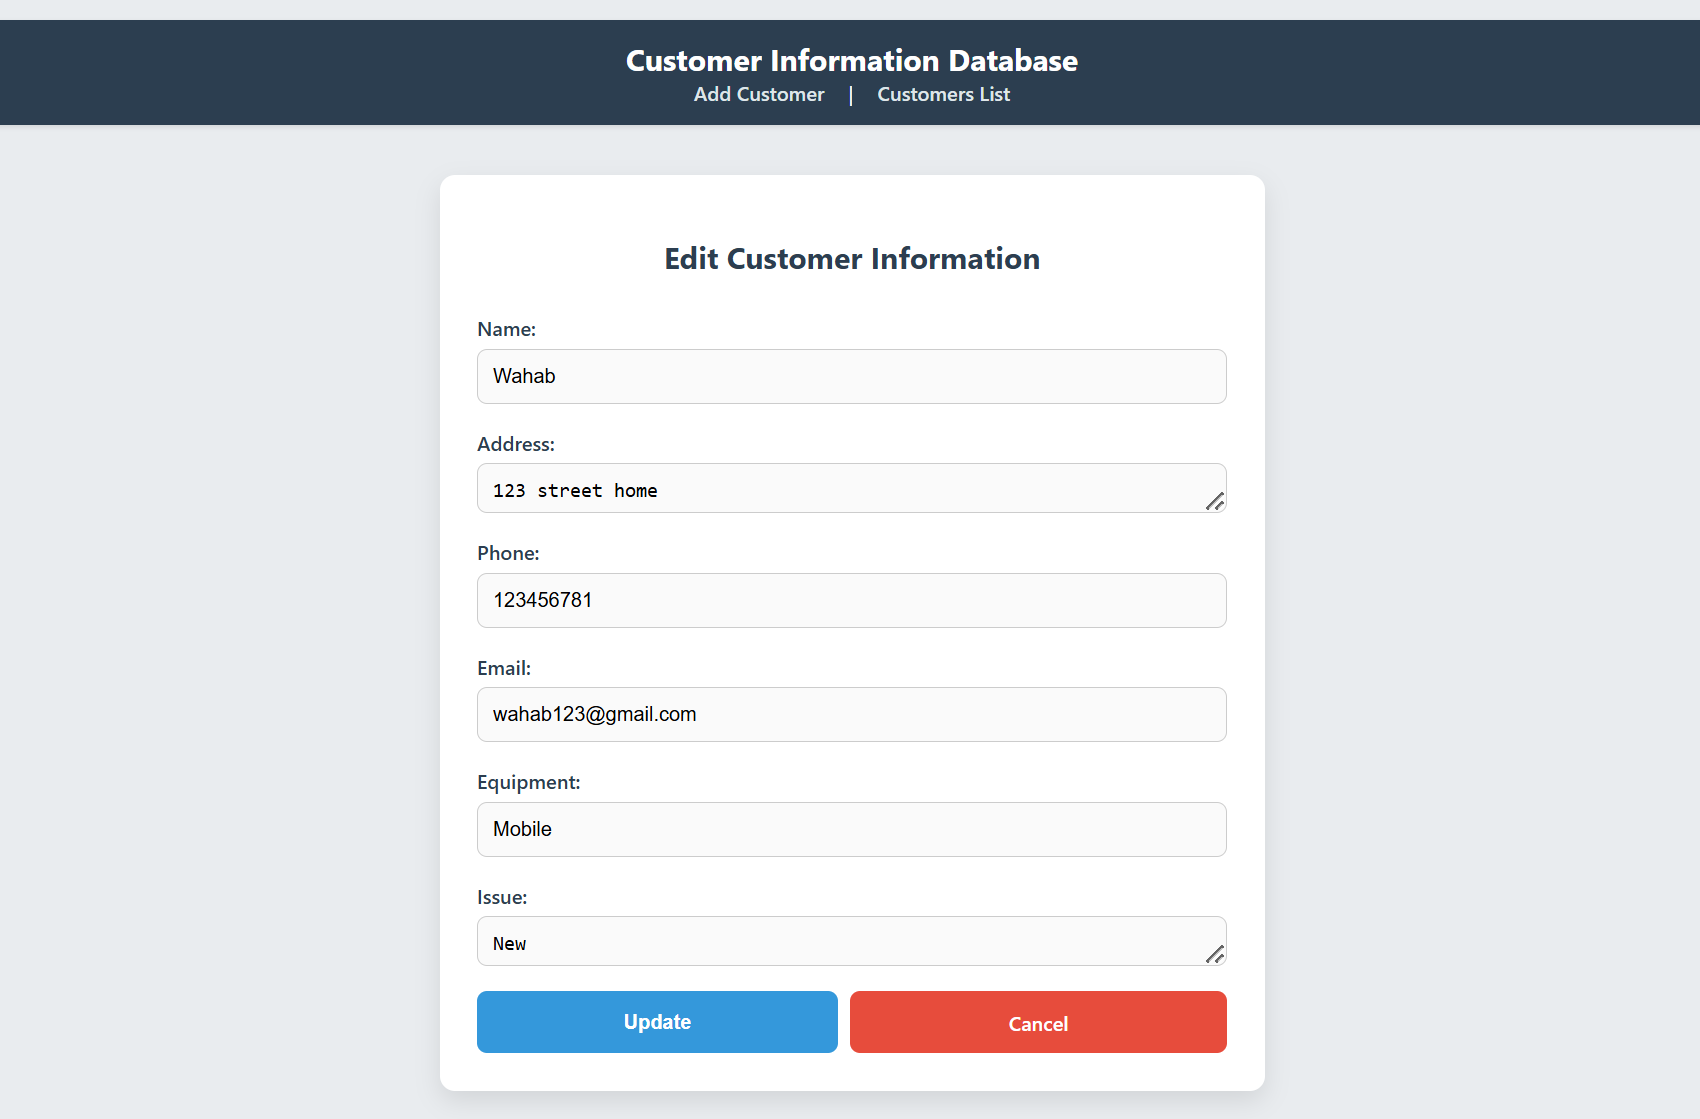 Customer Information Database
Add Customer | Customers List
Edit Customer Information
Name:
Wahab
Address:
123 street home
Phone:
123456781
Email:
wahab123@gmail.com
Equipment:
Mobile
Issue:
New
Update Cancel